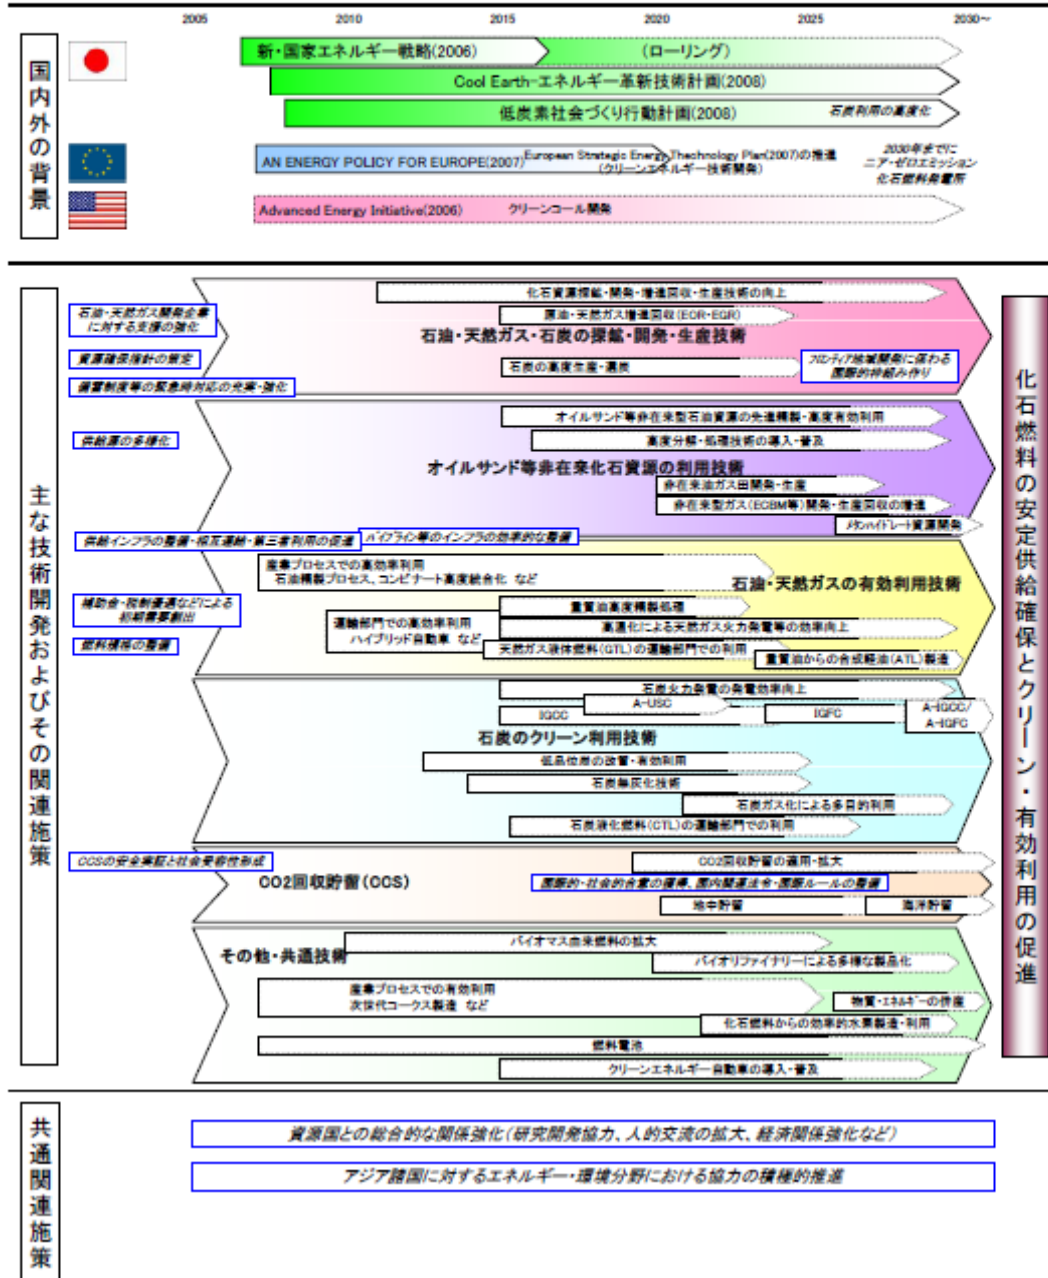 2005 2010 2015 2020 2025 2030～
国内外の背景
新・国家エネルギー戦略(2006) (ローリング)
Cool Earth-エネルギー革新技術計画(2008)
低炭素社会づくり行動計画(2008) 石炭利用の高度化
AN ENERGY POLICY FOR EUROPE(2007)
European Strategic Energy Thechnology Plan(2007)の推進
(クリーンエネルギー技術開発)
2030年までに
ニア・ゼロエミッション
化石燃料発電所
Advanced Energy Initiative(2006) クリーンコール開発
主な技術開発およびその関連施策
化石燃料の安定供給確保とクリーン・有効利用の促進
化石資源探鉱・開発・増進回収・生産技術の向上
石油・天然ガス開発企業
に対する支援の強化
原油・天然ガス増進回収(EOR・EGR)
石油・天然ガス・石炭の探鉱・開発・生産技術
資源確保指針の策定
石炭の高度生産・選炭
フロンティア地域開発に係わる
国際的枠組み作り
備蓄制度等の緊急時対応の充実・強化
オイルサンド等非在来型石油資源の先進精製・高度有効利用
供給源の多様化
高度分解・処理技術の導入・普及
オイルサンド等非在来化石資源の利用技術
非在来油ガス田開発・生産
非在来型ガス(ECBM等)開発・生産回収の増進
メタンハイドレート資源開発
供給インフラの整備・相互連結・第三者利用の促進
パイプライン等のインフラの効率的な整備
産業プロセスでの高効率利用
石油精製プロセス、コンビナート高度統合化 など
石油・天然ガスの有効利用技術
補助金・税制優遇などによる
初期需要創出
重質油高度精製処理
運輸部門での高効率利用
ハイブリッド自動車 など
高温化による天然ガス火力発電等の効率向上
燃料規格の整備
天然ガス液体燃料(GTL)の運輸部門での利用
重質油からの合成軽油(ATL)製造
石炭火力発電の発電効率向上
A-USC
IGCC
IGFC
A-IGCC/
A-IGFC
石炭のクリーン利用技術
低品位炭の改質・有効利用
石炭無灰化技術
石炭ガス化による多目的利用
石炭液化燃料(CTL)の運輸部門での利用
CCSの安全実証と社会受容性形成
CO2回収貯留の適用・拡大
CO2回収貯留(CCS)
国際的・社会的合意の獲得、国内関連法令・国際ルールの整備
地中貯留
海洋貯留
バイオマス由来燃料の拡大
その他・共通技術
バイオリファイナリーによる多様な製品化
産業プロセスでの有効利用
次世代コークス製造 など
物質・エネルギーの併産
化石燃料からの効率的水素製造・利用
燃料電池
クリーンエネルギー自動車の導入・普及
共通関連施策
資源国との総合的な関係強化(研究開発協力、人的交流の拡大、経済関係強化など)
アジア諸国に対するエネルギー・環境分野における協力の積極的推進